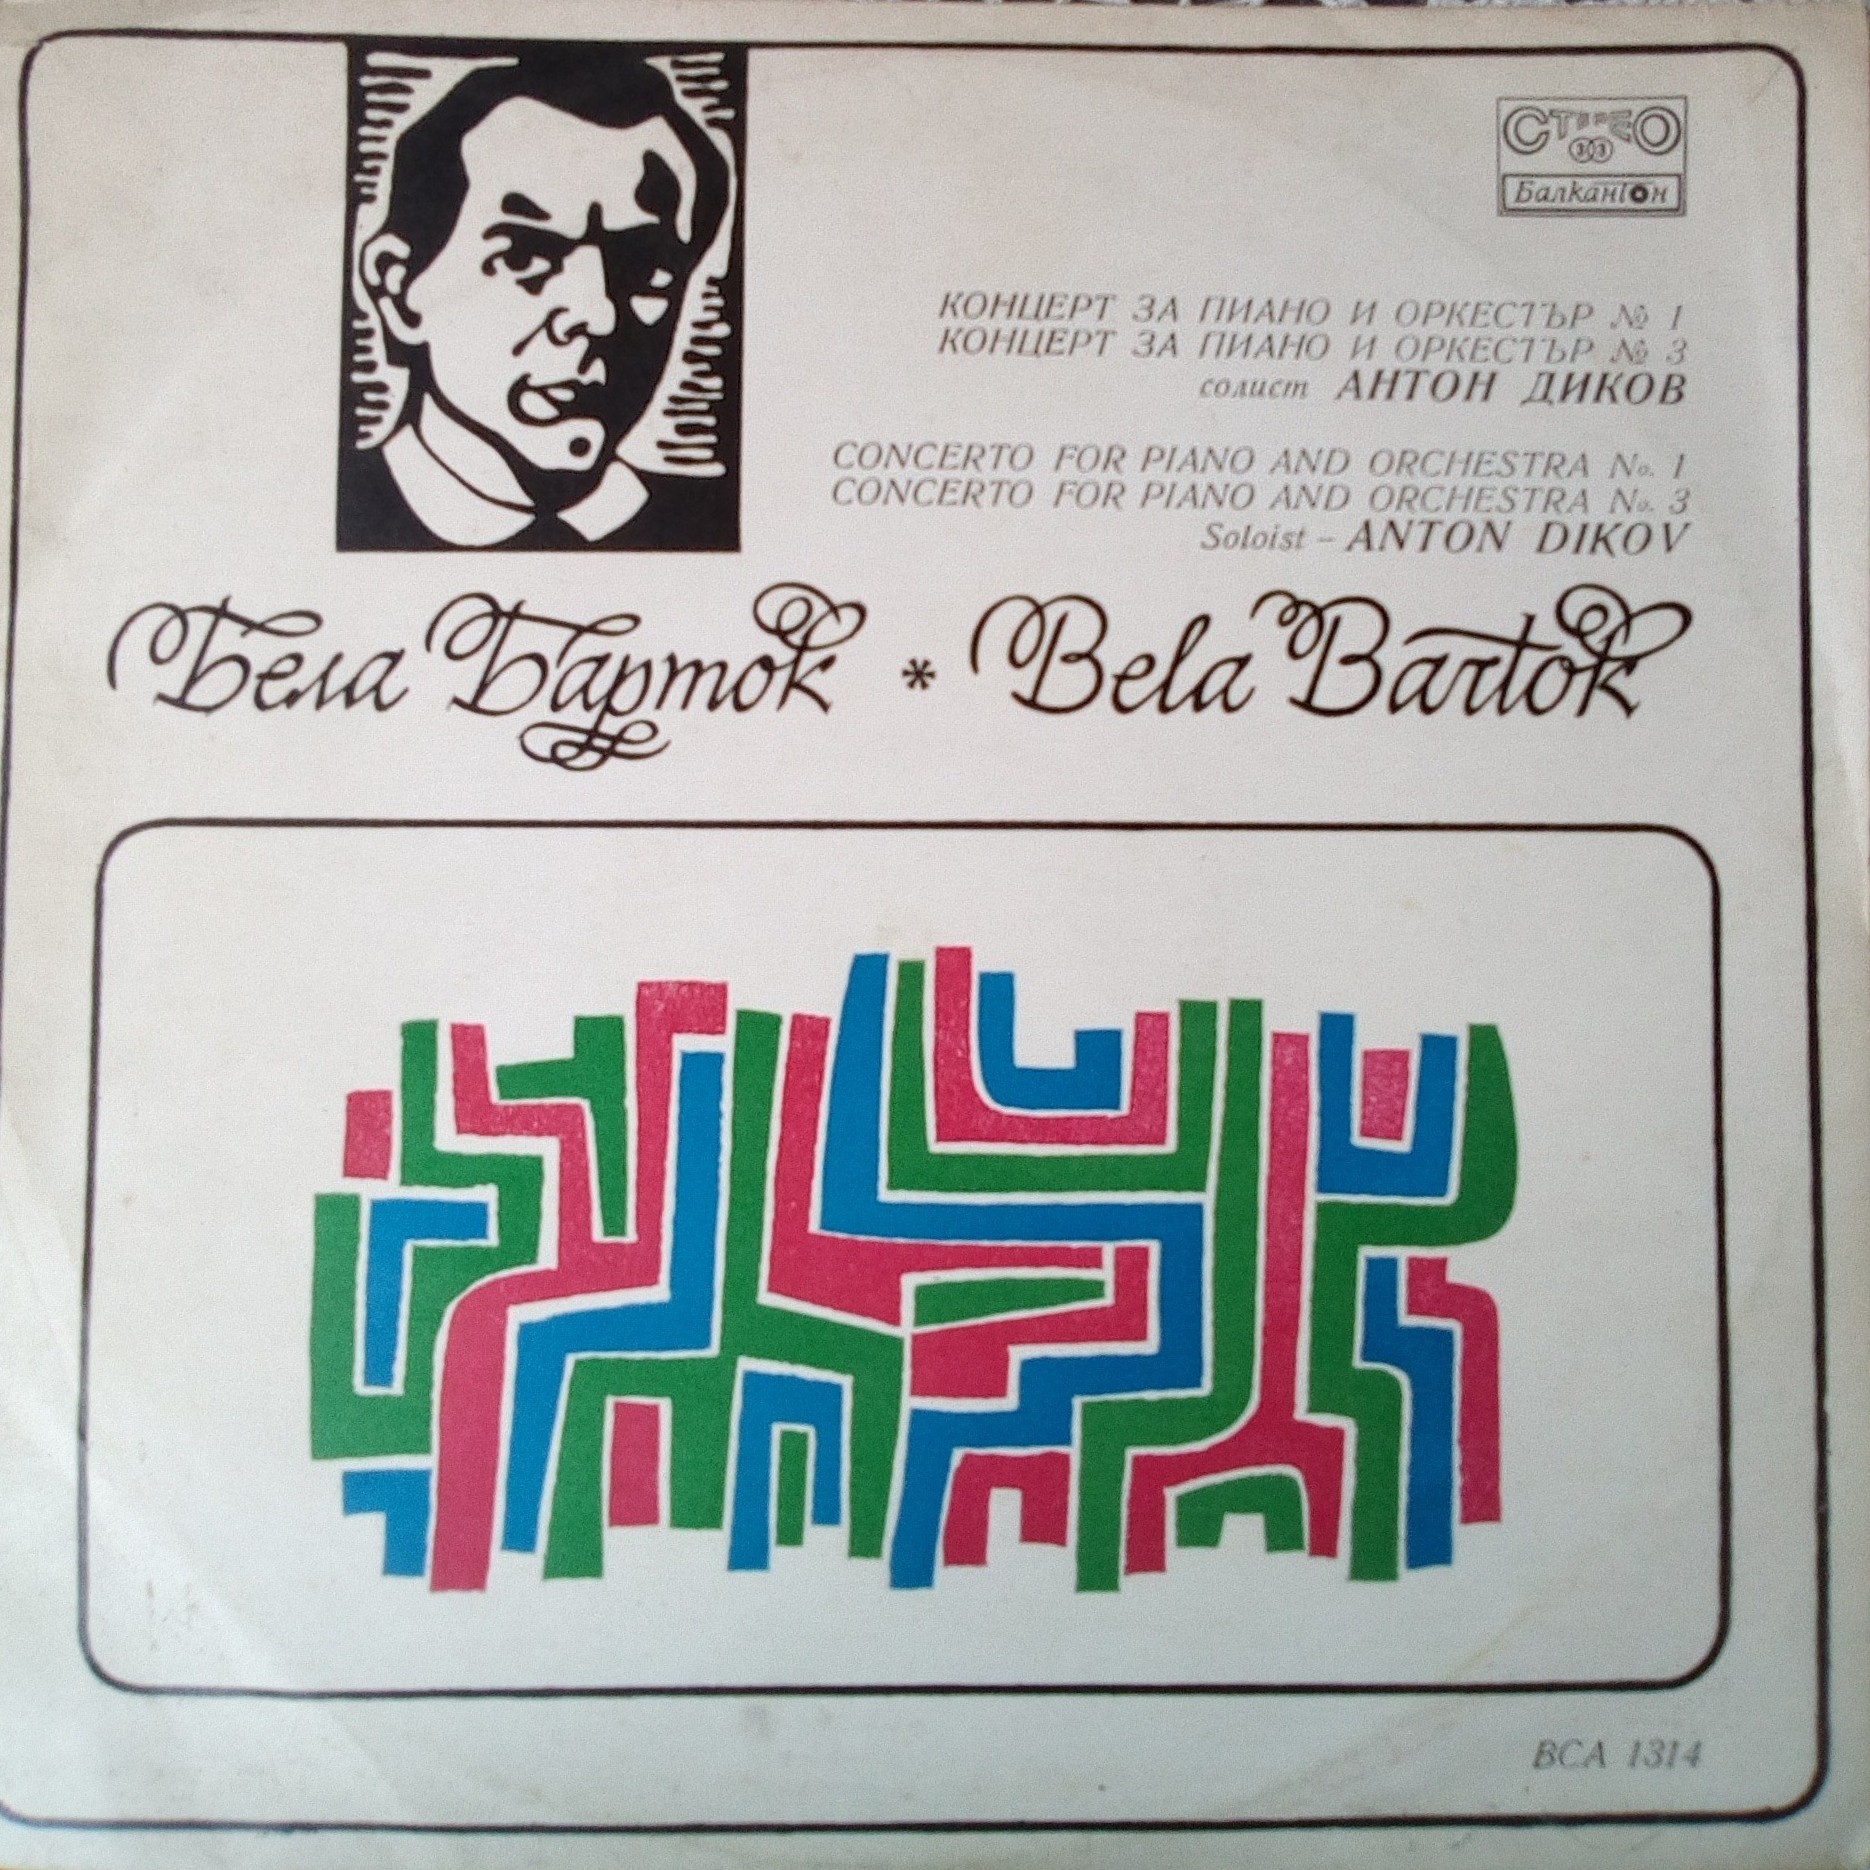 СТЕРЕО
33
Балкантон
КОНЦЕРТ ЗА ПИАНО И ОРКЕСТЪР № 1
КОНЦЕРТ ЗА ПИАНО И ОРКЕСТЪР № 3
солист АНТОН ДИКОВ
CONCERTO FOR PIANO AND ORCHESTRA No. 1
CONCERTO FOR PIANO AND ORCHESTRA No. 3
Soloist – ANTON DIKOV
Бела Барток * Bela Bartok
ВСА 1314